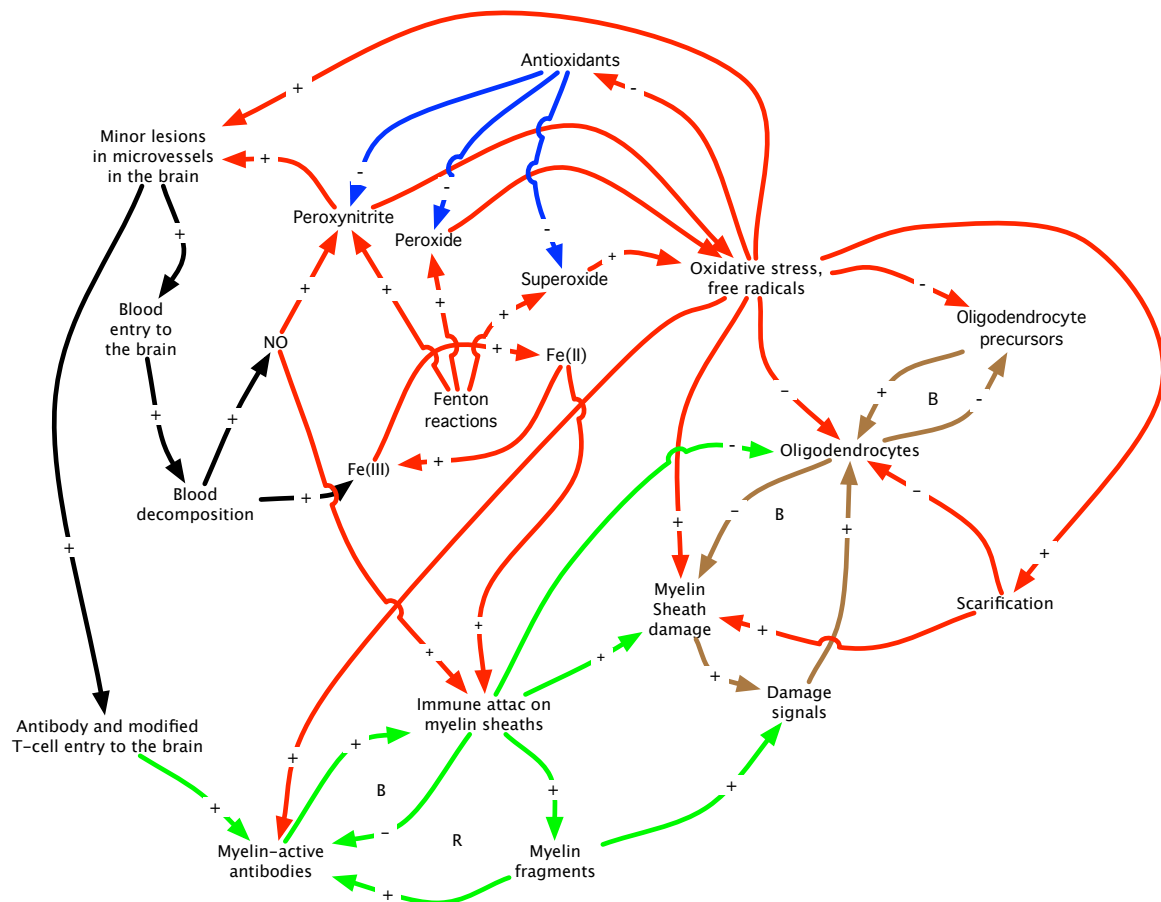 Antioxidants
-
+
Minor lesions
in microvessels
in the brain
+
-
-
Peroxynitrite
Peroxide
-
+
Superoxide
+
Oxidative stress,
free radicals
-
Oligodendrocyte
precursors
+
+
+
+
Blood
entry to
the brain
NO
+
Fe(II)
Fenton
reactions
-
+
B
-
+
+
Oligodendrocytes
-
+
Fe(III)
Blood
decomposition
+
–
B
–
+
+
+
+
Myelin
Sheath
damage
Scarification
+
+
+
+
+
Damage
signals
Immune attac on
myelin sheaths
Antibody and modified
T-cell entry to the brain
+
+
B
+
+
+
–
R
Myelin-active
antibodies
Myelin
fragments
+